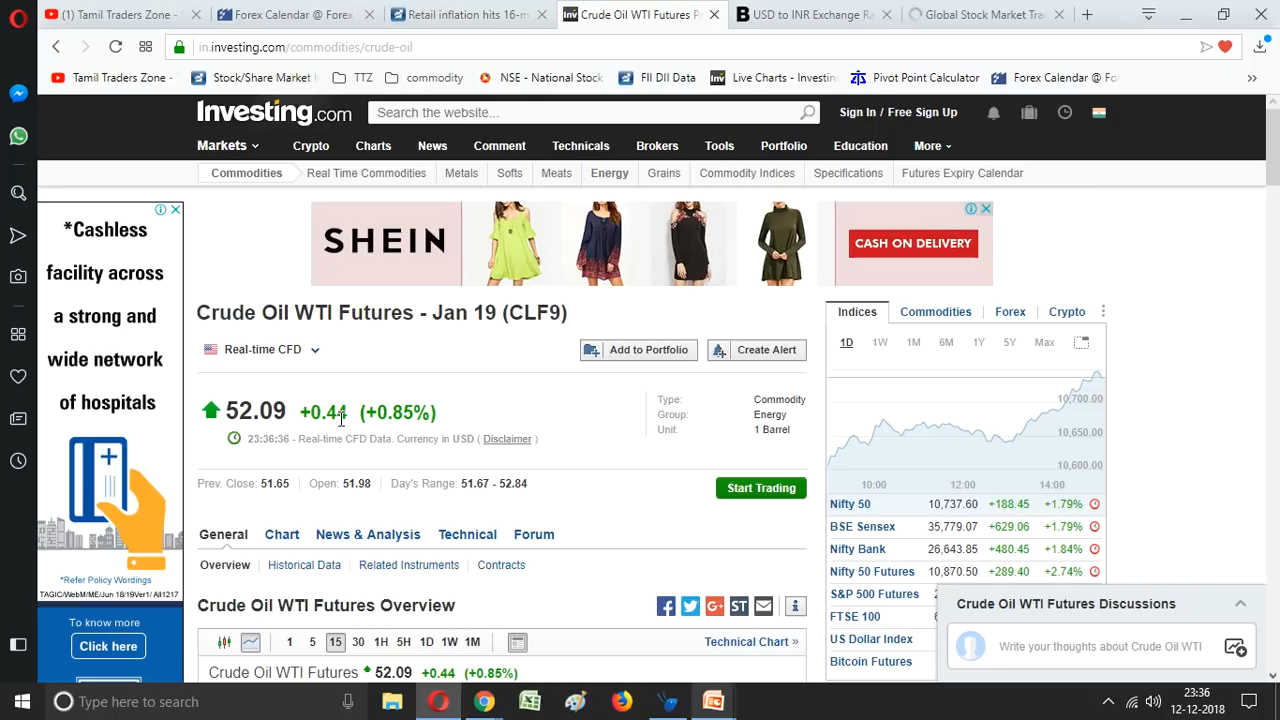 (1) Tamil Traders Zone -
Forex Calendar @ Forex
Retail inflation hits 16-m
Crude Oil WTI Futures P
USD to INR Exchange Ra
Global Stock Market Tra
in.investing.com/commodities/crude-oil
Tamil Traders Zone -
Stock/Share Market
TTZ
commodity
NSE - National Stock
FII DII Data
Live Charts - Investin
Pivot Point Calculator
Forex Calendar @ Fo
»
Investing.com
Search the website...
Sign In / Free Sign Up
Markets
Crypto
Charts
News
Comment
Technicals
Brokers
Tools
Portfolio
Education
More
Commodities
Real Time Commodities
Metals
Softs
Meats
Energy
Grains
Commodity Indices
Specifications
Futures Expiry Calendar
*Cashless
facility across
a strong and
wide network
of hospitals
*Refer Policy Wordings
TAGIC/WebM/ME/Jun 18/19Ver1/ All1217
To know more
Click here
SHEIN
CASH ON DELIVERY
Crude Oil WTI Futures - Jan 19 (CLF9)
Real-time CFD
Add to Portfolio
Create Alert
52.09 +0.44 (+0.85%)
23:36:36 - Real-time CFD Data. Currency in USD ( Disclaimer )
Type: Commodity
Group: Energy
Unit: 1 Barrel
Prev. Close: 51.65
Open: 51.98
Day's Range: 51.67 - 52.84
Start Trading
General
Chart
News & Analysis
Technical
Forum
Overview
Historical Data
Related Instruments
Contracts
Crude Oil WTI Futures Overview
ST
1 5 15 30 1H 5H 1D 1W 1M
Technical Chart »
Crude Oil WTI Futures 52.09 +0.44 (+0.85%)
Indices
Commodities
Forex
Crypto
1D 1W 1M 6M 1Y 5Y Max
10,700.00
10,650.00
10,600.00
10:00 12:00 14:00
Nifty 50 10,737.60 +188.45 +1.79%
BSE Sensex 35,779.07 +629.06 +1.79%
Nifty Bank 26,643.85 +480.45 +1.84%
Nifty 50 Futures 10,870.50 +289.40 +2.74%
S&P 500 Futures
FTSE 100
US Dollar Index
Bitcoin Futures
Crude Oil WTI Futures Discussions
Write your thoughts about Crude Oil WTI
Type here to search
23:36
12-12-2018